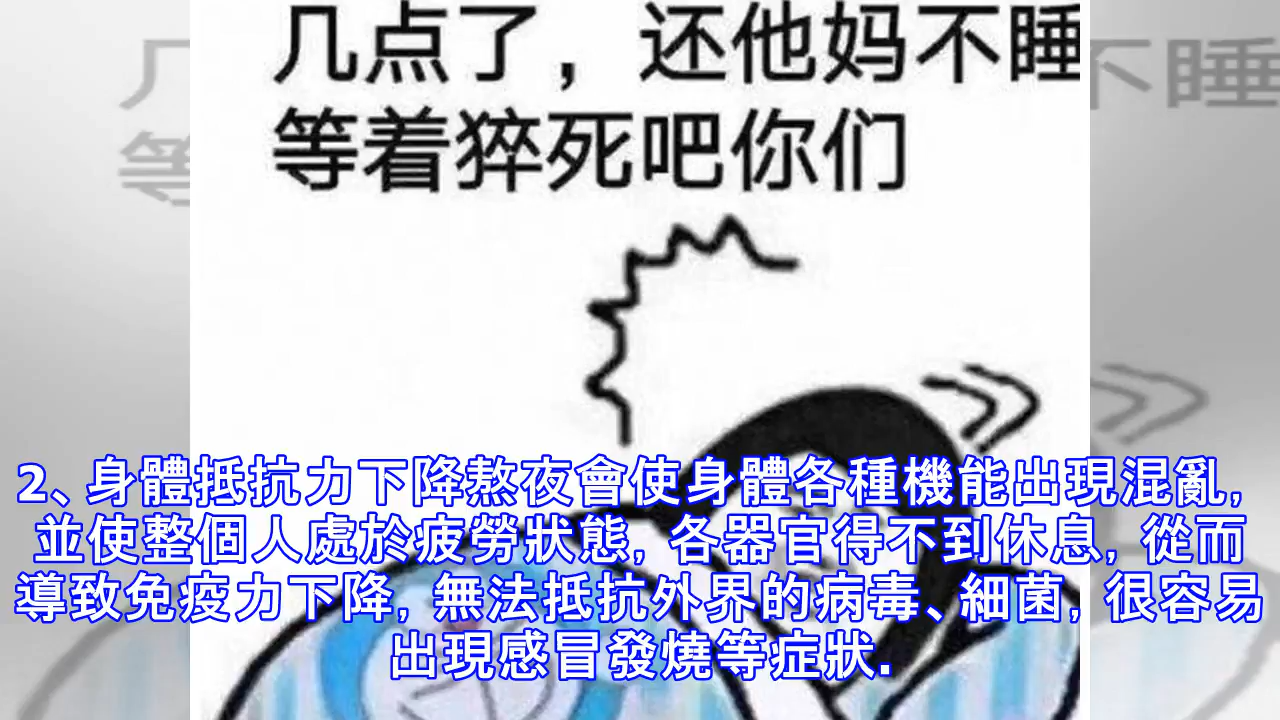 几点了，还他妈不睡
等着猝死吧你们
几
不睡
等
2、身體抵抗力下降熬夜會使身體各種機能出現混亂,
並使整個人處於疲勞狀態, 各器官得不到休息, 從而
導致免疫力下降, 無法抵抗外界的病毒、細菌, 很容易
出現感冒發燒等症狀.